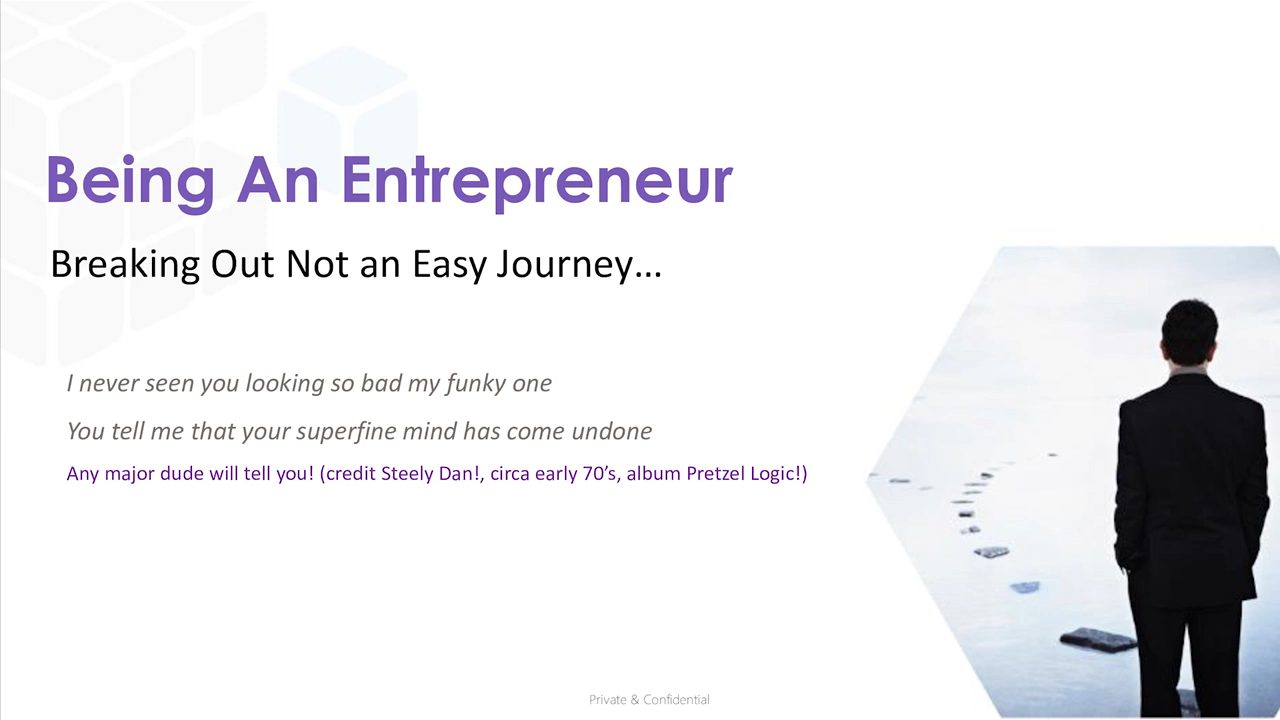 Being An Entrepreneur
Breaking Out Not an Easy Journey…
I never seen you looking so bad my funky one
You tell me that your superfine mind has come undone
Any major dude will tell you! (credit Steely Dan!, circa early 70’s, album Pretzel Logic!)
Private & Confidential